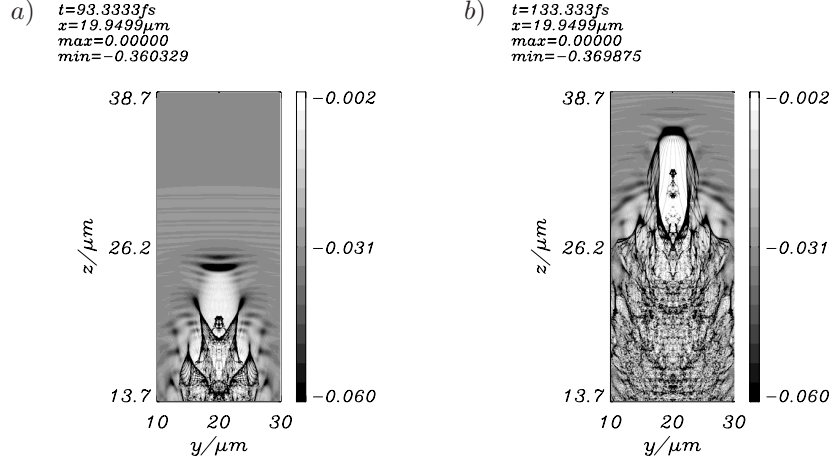 a)
t=93.3333fs
x=19.9499μm
max=0.00000
min=−0.360329
38.7
26.2
13.7
z/μm
10 20 30
y/μm
−0.002
−0.031
−0.060
b)
t=133.333fs
x=19.9499μm
max=0.00000
min=−0.369875
38.7
26.2
13.7
z/μm
10 20 30
y/μm
−0.002
−0.031
−0.060